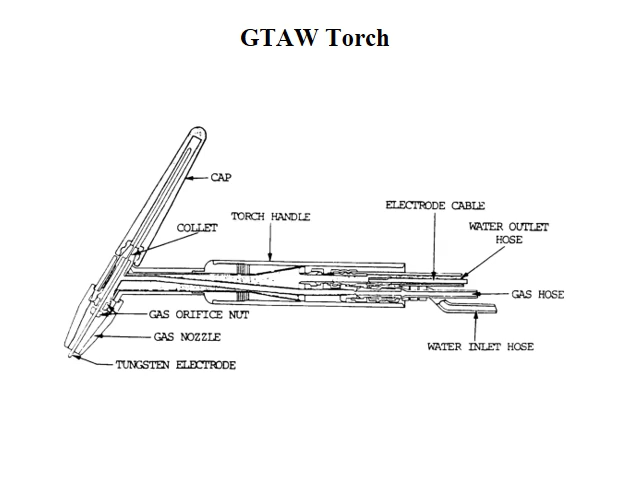 GTAW Torch
CAP
COLLET
TORCH HANDLE
ELECTRODE CABLE
WATER OUTLET
HOSE
GAS HOSE
GAS ORIFICE NUT
GAS NOZZLE
WATER INLET HOSE
TUNGSTEN ELECTRODE